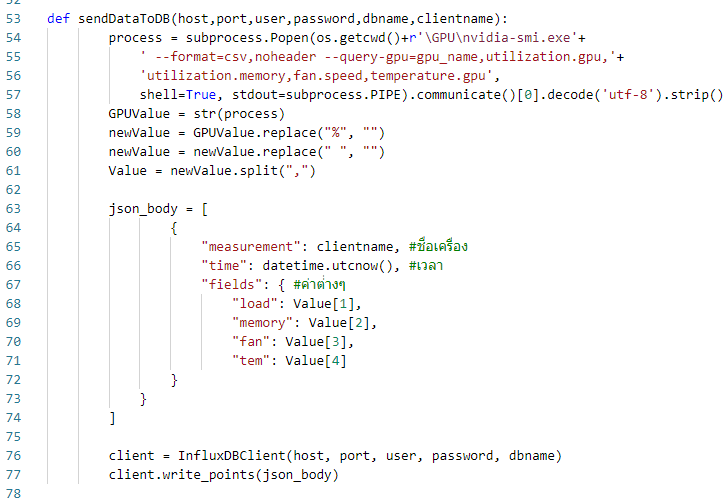 53 def sendDataToDB(host,port,user,password,dbname,clientname):
54 process = subprocess.Popen(os.getcwd()+r'\GPU\nvidia-smi.exe'+
55 ' --format=csv,noheader --query-gpu=gpu_name,utilization.gpu,'+
56 'utilization.memory,fan.speed,temperature.gpu',
57 shell=True, stdout=subprocess.PIPE).communicate()[0].decode('utf-8').strip()
58 GPUValue = str(process)
59 newValue = GPUValue.replace("%", "")
60 newValue = newValue.replace(" ", "")
61 Value = newValue.split(",")
62
63 json_body = [
64 {
65 "measurement": clientname, #ชื่อเครื่อง
66 "time": datetime.utcnow(), #เวลา
67 "fields": { #ค่าต่างๆ
68 "load": Value[1],
69 "memory": Value[2],
70 "fan": Value[3],
71 "tem": Value[4]
72 }
73 }
74 ]
75
76 client = InfluxDBClient(host, port, user, password, dbname)
77 client.write_points(json_body)
78